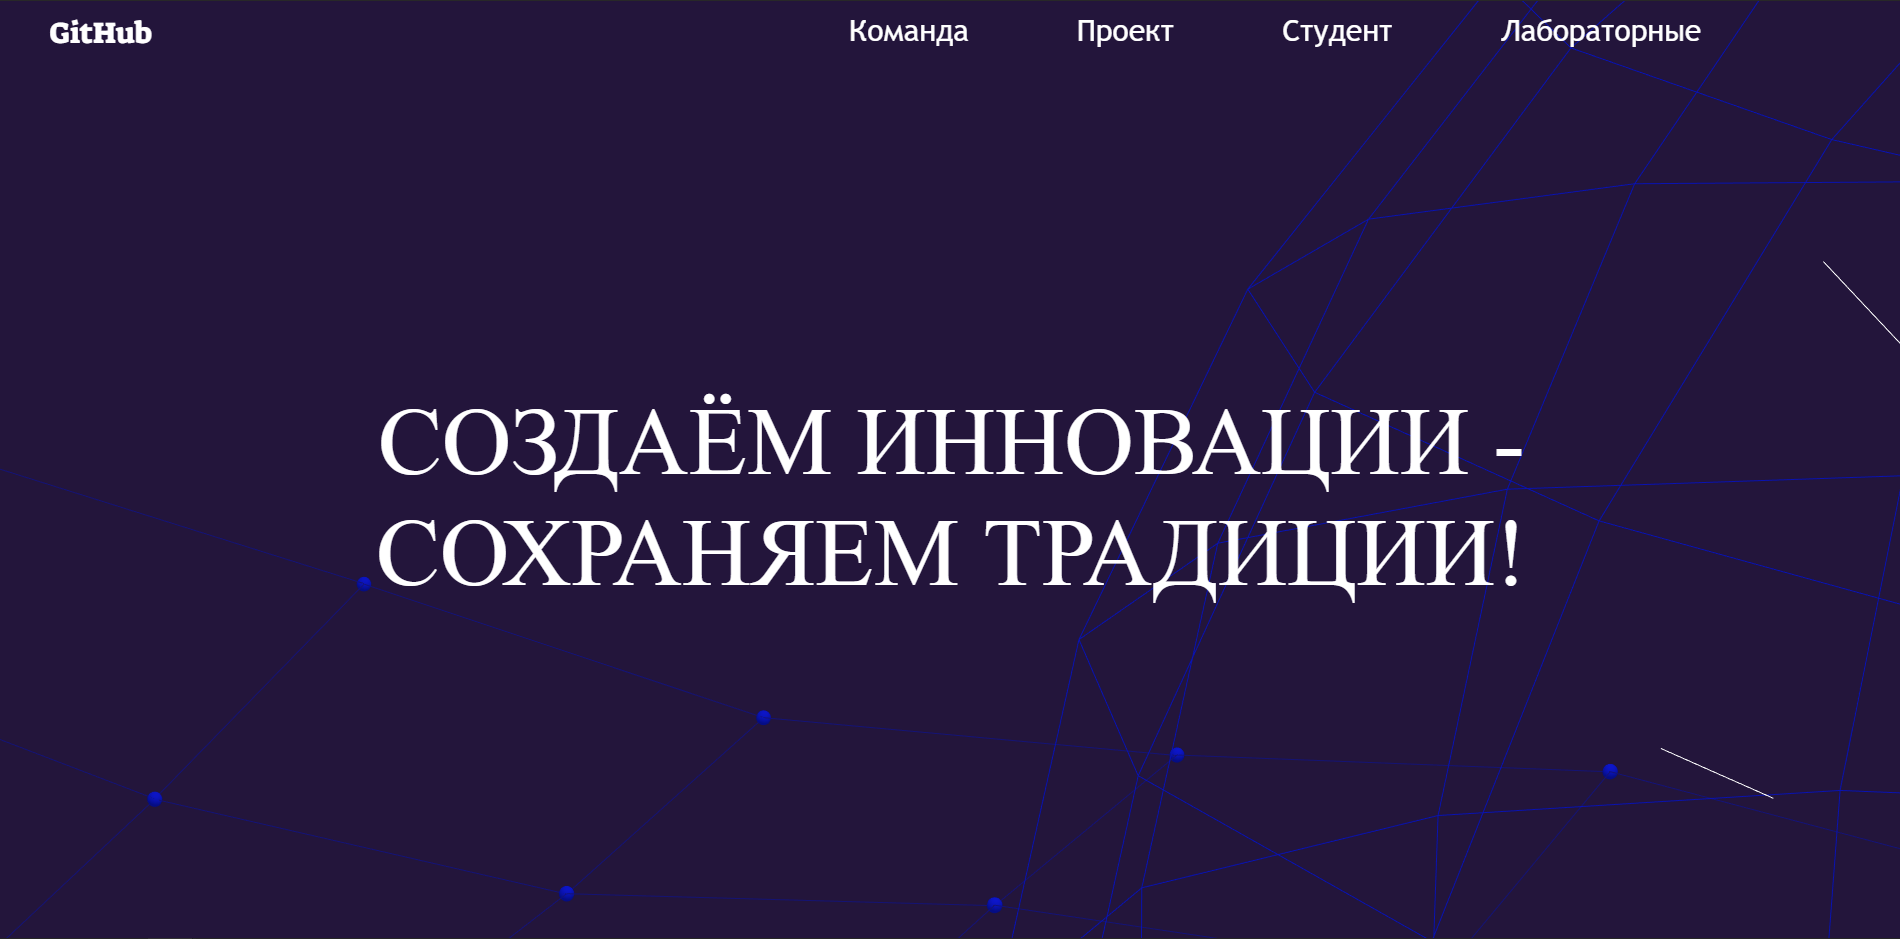 GitHub
Команда Проект Студент Лабораторные
СОЗДАЁМ ИННОВАЦИИ -
СОХРАНЯЕМ ТРАДИЦИИ!